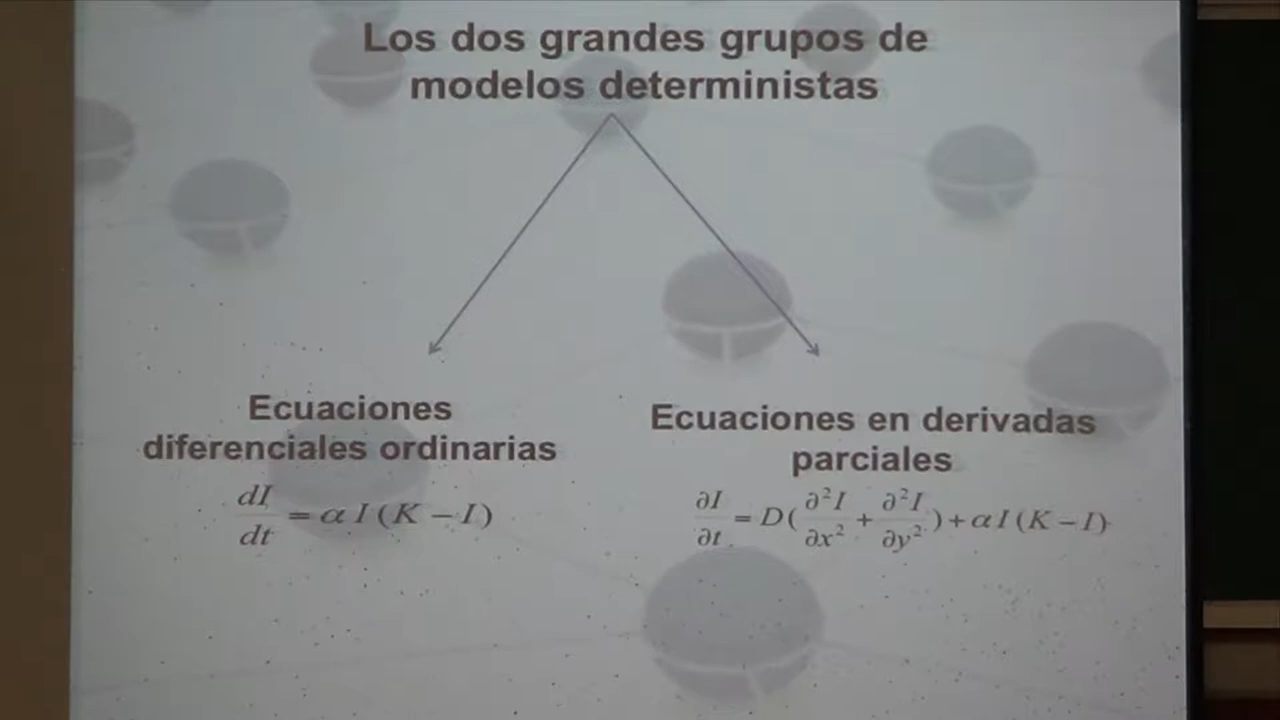 Los dos grandes grupos de
modelos deterministas
Ecuaciones
diferenciales ordinarias
dI/dt = α I (K − I)
Ecuaciones en derivadas
parciales
∂I/∂t = D(∂²I/∂x² + ∂²I/∂y²) + αI (K − I)